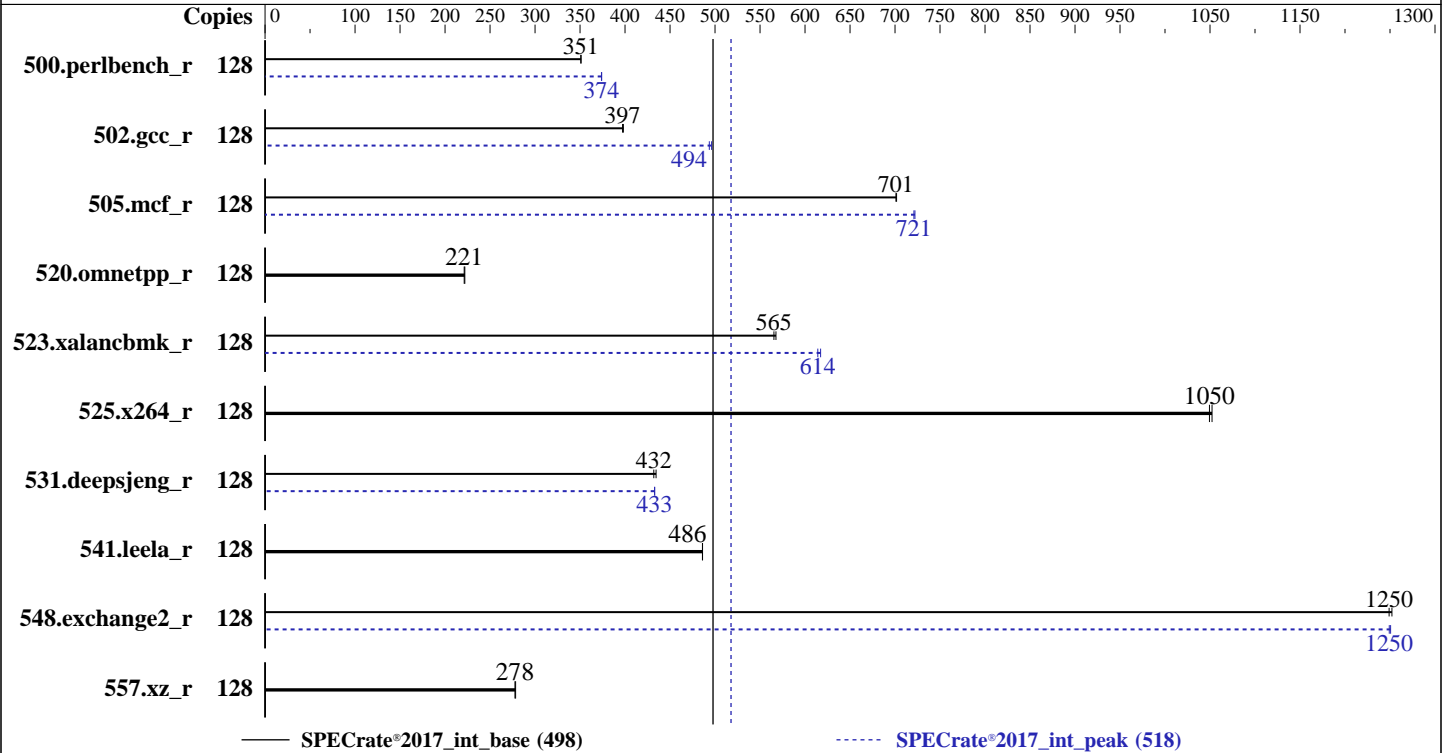 Copies 0 100 150 200 250 300 350 400 450 500 550 600 650 700 750 800 850 900 950 1050 1150 1300
351
500.perlbench_r 128
374
397
502.gcc_r 128
494
701
505.mcf_r 128
721
221
520.omnetpp_r 128
565
523.xalancbmk_r 128
614
1050
525.x264_r 128
432
531.deepsjeng_r 128
433
486
541.leela_r 128
1250
548.exchange2_r 128
1250
278
557.xz_r 128
SPECrate®2017_int_base (498) SPECrate®2017_int_peak (518)